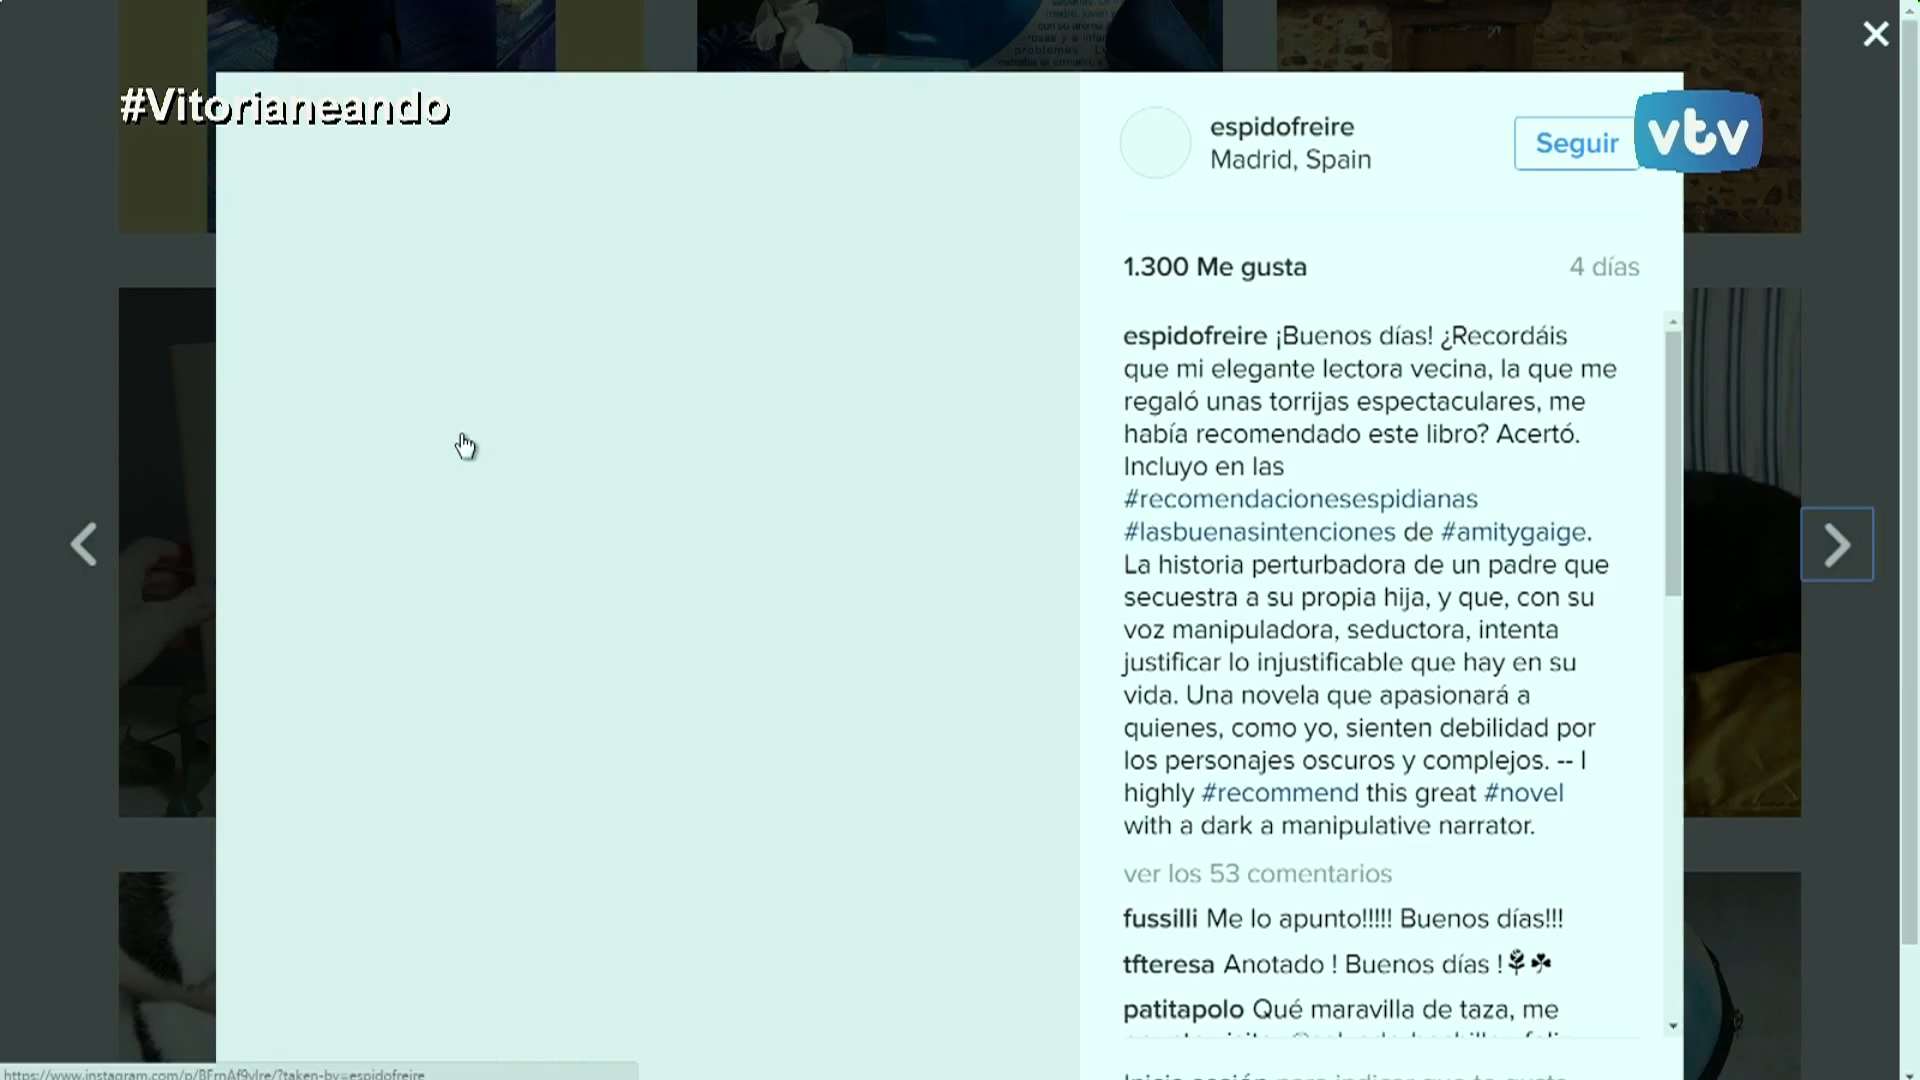 #Vitorianeando
vtv
espidofreire
Madrid, Spain
Seguir
1.300 Me gusta
4 días
espidofreire ¡Buenos días! ¿Recordáis
que mi elegante lectora vecina, la que me
regaló unas torrijas espectaculares, me
había recomendado este libro? Acertó.
Incluyo en las
#recomendacionesespidianas
#lasbuenasintenciones de #amitygaige.
La historia perturbadora de un padre que
secuestra a su propia hija, y que, con su
voz manipuladora, seductora, intenta
justificar lo injustificable que hay en su
vida. Una novela que apasionará a
quienes, como yo, sienten debilidad por
los personajes oscuros y complejos. -- I
highly #recommend this great #novel
with a dark a manipulative narrator.
ver los 53 comentarios
fussilli Me lo apunto!!!!! Buenos días!!!
tfteresa Anotado ! Buenos días !🌹☘
patitapolo Qué maravilla de taza, me